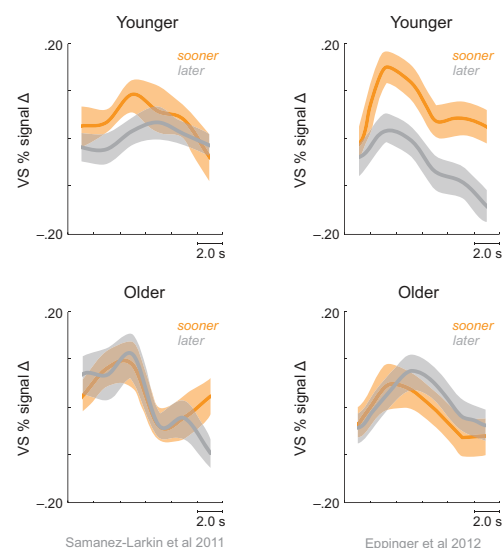 Younger
.20
sooner
later
VS % signal Δ
–.20
2.0 s
Younger
.20
sooner
later
VS % signal Δ
–.20
2.0 s
Older
.20
sooner
later
VS % signal Δ
–.20
2.0 s
Samanez-Larkin et al 2011
Older
.20
sooner
later
VS % signal Δ
–.20
2.0 s
Eppinger et al 2012